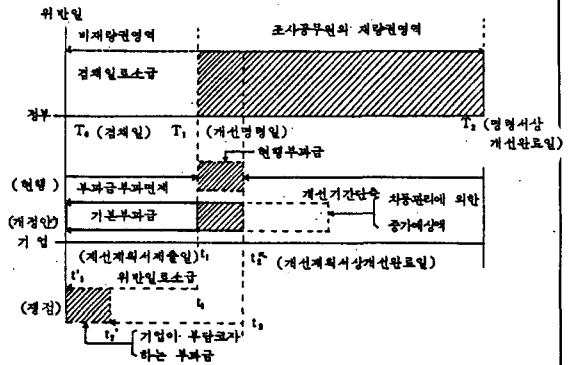 위반일
비재량권영역
조사공무원의 재량권영역
검채일로소급
정부
T₀ (검채일)
T₁ (개선명령일)
T₂ (명령서상
개선완료일)
현행부과금
(현행)
부과금부과면제
개선기간단축
차등관리에 의한
증가예상액
(개정안)
기본부과금
기업
(개선계획서제출일) t₁
t₂ (개선계획서상개선완료일)
t'₁
위반일로소급
(쟁점)
t₁
t'₂
t₂
기업이 부담코자
하는 부과금